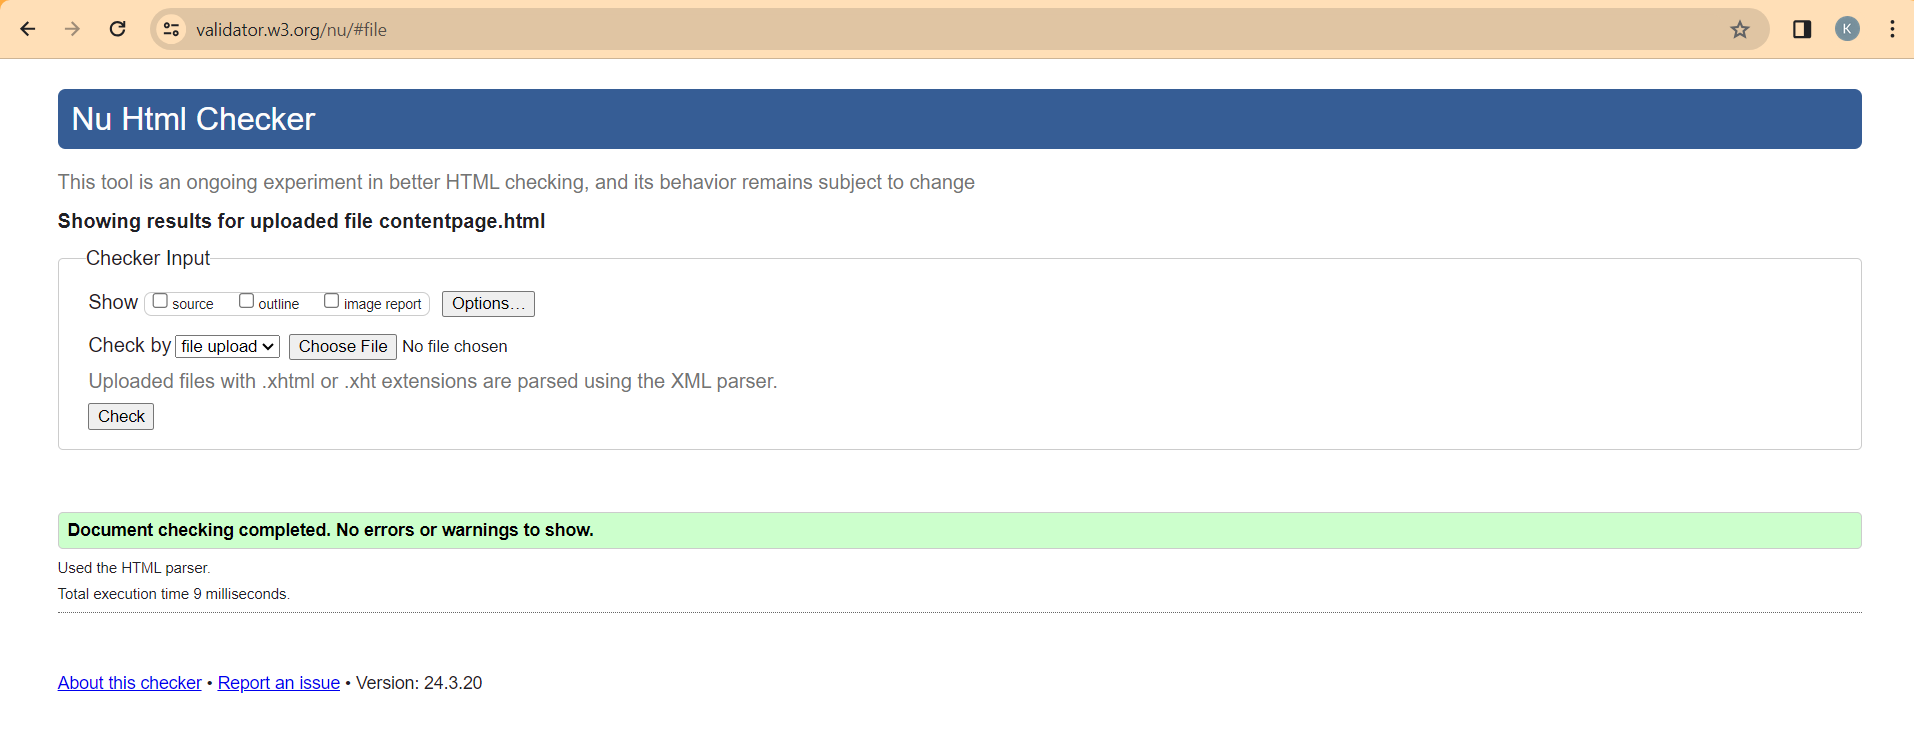 validator.w3.org/nu/#file
K
Nu Html Checker
This tool is an ongoing experiment in better HTML checking, and its behavior remains subject to change
Showing results for uploaded file contentpage.html
Checker Input
Show source outline image report Options...
Check by file upload Choose File No file chosen
Uploaded files with .xhtml or .xht extensions are parsed using the XML parser.
Check
Document checking completed. No errors or warnings to show.
Used the HTML parser.
Total execution time 9 milliseconds.
About this checker • Report an issue • Version: 24.3.20